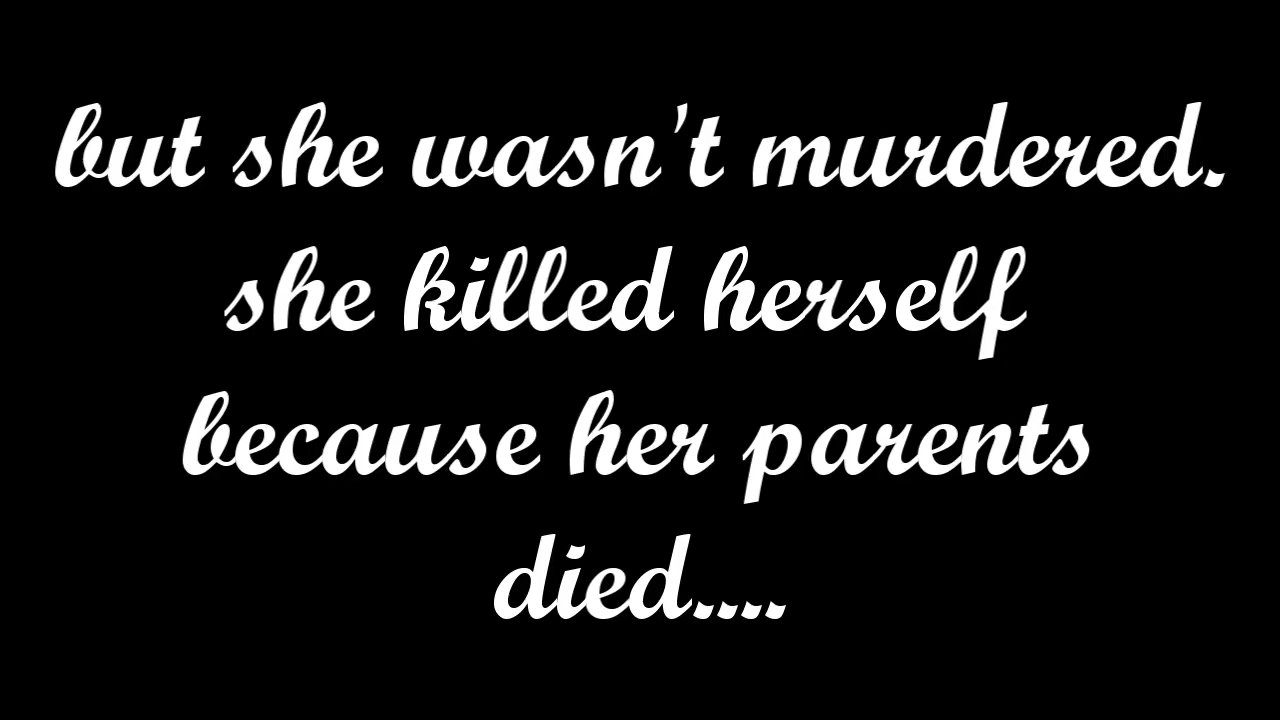 but she wasn't murdered.
she killed herself
because her parents
died....